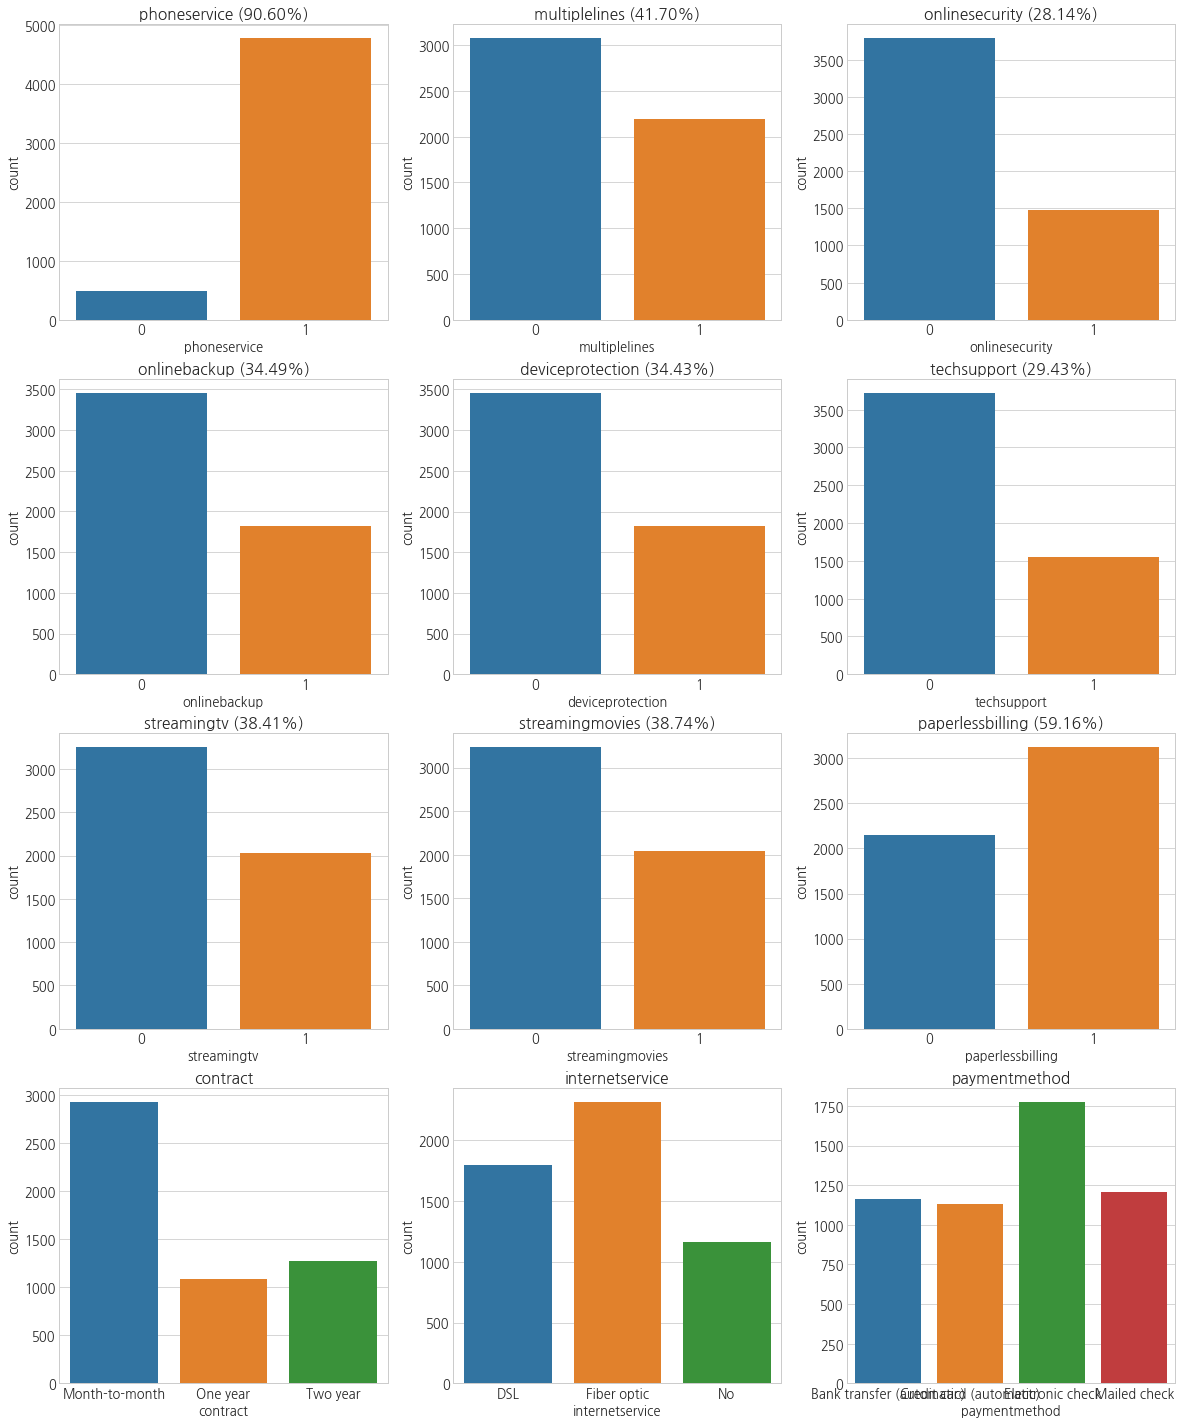 phoneservice (90.60%)
multiplelines (41.70%)
onlinesecurity (28.14%)
5000
4000
3000
2000
1000
0
count
0 1
phoneservice
3000
2500
2000
1500
1000
500
0
count
0 1
multiplelines
3500
3000
2500
2000
1500
1000
500
0
count
0 1
onlinesecurity
onlinebackup (34.49%)
deviceprotection (34.43%)
techsupport (29.43%)
3500
3000
2500
2000
1500
1000
500
0
count
0 1
onlinebackup
3500
3000
2500
2000
1500
1000
500
0
count
0 1
deviceprotection
3500
3000
2500
2000
1500
1000
500
0
count
0 1
techsupport
streamingtv (38.41%)
streamingmovies (38.74%)
paperlessbilling (59.16%)
3000
2500
2000
1500
1000
500
0
count
0 1
streamingtv
3000
2500
2000
1500
1000
500
0
count
0 1
streamingmovies
3000
2500
2000
1500
1000
500
0
count
0 1
paperlessbilling
contract
internetservice
paymentmethod
3000
2500
2000
1500
1000
500
0
count
Month-to-month One year Two year
contract
2000
1500
1000
500
0
count
DSL Fiber optic No
internetservice
1750
1500
1250
1000
750
500
250
0
count
Bank transfer (automatic) Credit card (automatic) Electronic check Mailed check
paymentmethod